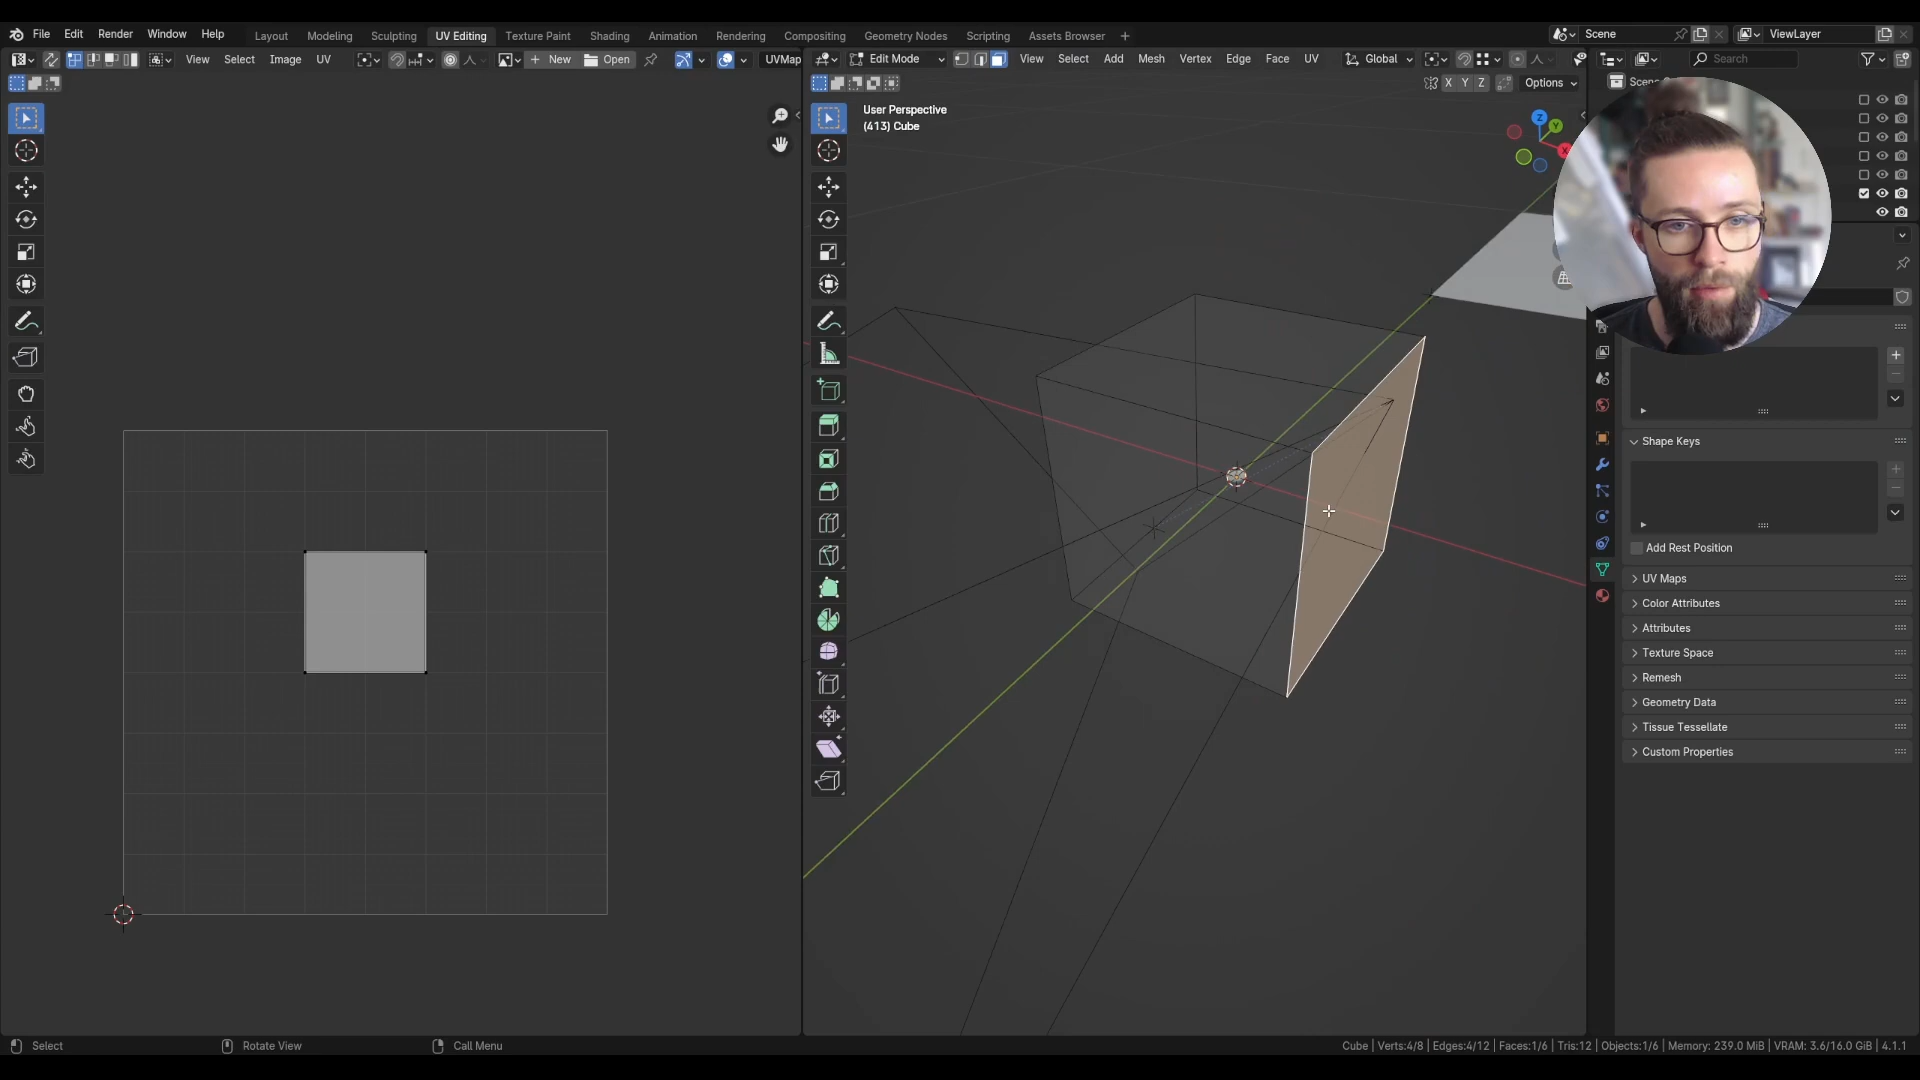 File Edit Render Window Help
Layout Modeling Sculpting UV Editing Texture Paint Shading Animation Rendering Compositing Geometry Nodes Scripting Assets Browser
Scene
ViewLayer
View Select Image UV
New
Open
UVMap
Edit Mode
View Select Add Mesh Vertex Edge Face UV
Global
Search
X Y Z
Options
User Perspective
(413) Cube
Z
Y
X
Shape Keys
Add Rest Position
UV Maps
Color Attributes
Attributes
Texture Space
Remesh
Geometry Data
Tissue Tessellate
Custom Properties
Select
Rotate View
Call Menu
Cube | Verts:4/8 | Edges:4/12 | Faces:1/6 | Tris:12 | Objects:1/6 | Memory: 239.0 MiB | VRAM: 3.6/16.0 GiB | 4.1.1